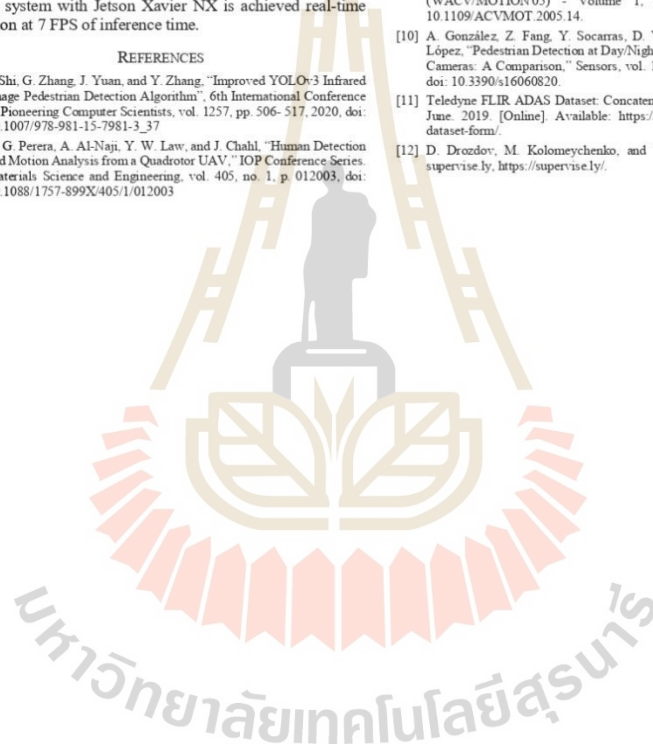 system with Jetson Xavier NX is achieved real-time
on at 7 FPS of inference time.
REFERENCES
Shi, G. Zhang, J. Yuan, and Y. Zhang, “Improved YOLOv3 Infrared
age Pedestrian Detection Algorithm”, 6th International Conference
Pioneering Computer Scientists, vol. 1257, pp. 506- 517, 2020, doi:
.1007/978-981-15-7981-3_37
G. Perera, A. Al-Naji, Y. W. Law, and J. Chahl, “Human Detection
d Motion Analysis from a Quadrotor UAV,” IOP Conference Series.
aterials Science and Engineering, vol. 405, no. 1, p. 012003, doi:
.1088/1757-899X/405/1/012003
(WACV/MOTION'05) - Volume 1,
10.1109/ACVMOT.2005.14.
[10] A. González, Z. Fang, Y. Socarras, D.
López, “Pedestrian Detection at Day/Nigh
Cameras: A Comparison,” Sensors, vol. 1
doi: 10.3390/s16060820.
[11] Teledyne FLIR ADAS Dataset: Concaten
June. 2019. [Online]. Available: https:/
dataset-form/.
[12] D. Drozdov, M. Kolomeychenko, and
supervise.ly, https://supervise.ly/.
มหาวิทยาลัยเทคโนโลยีสุรนารี